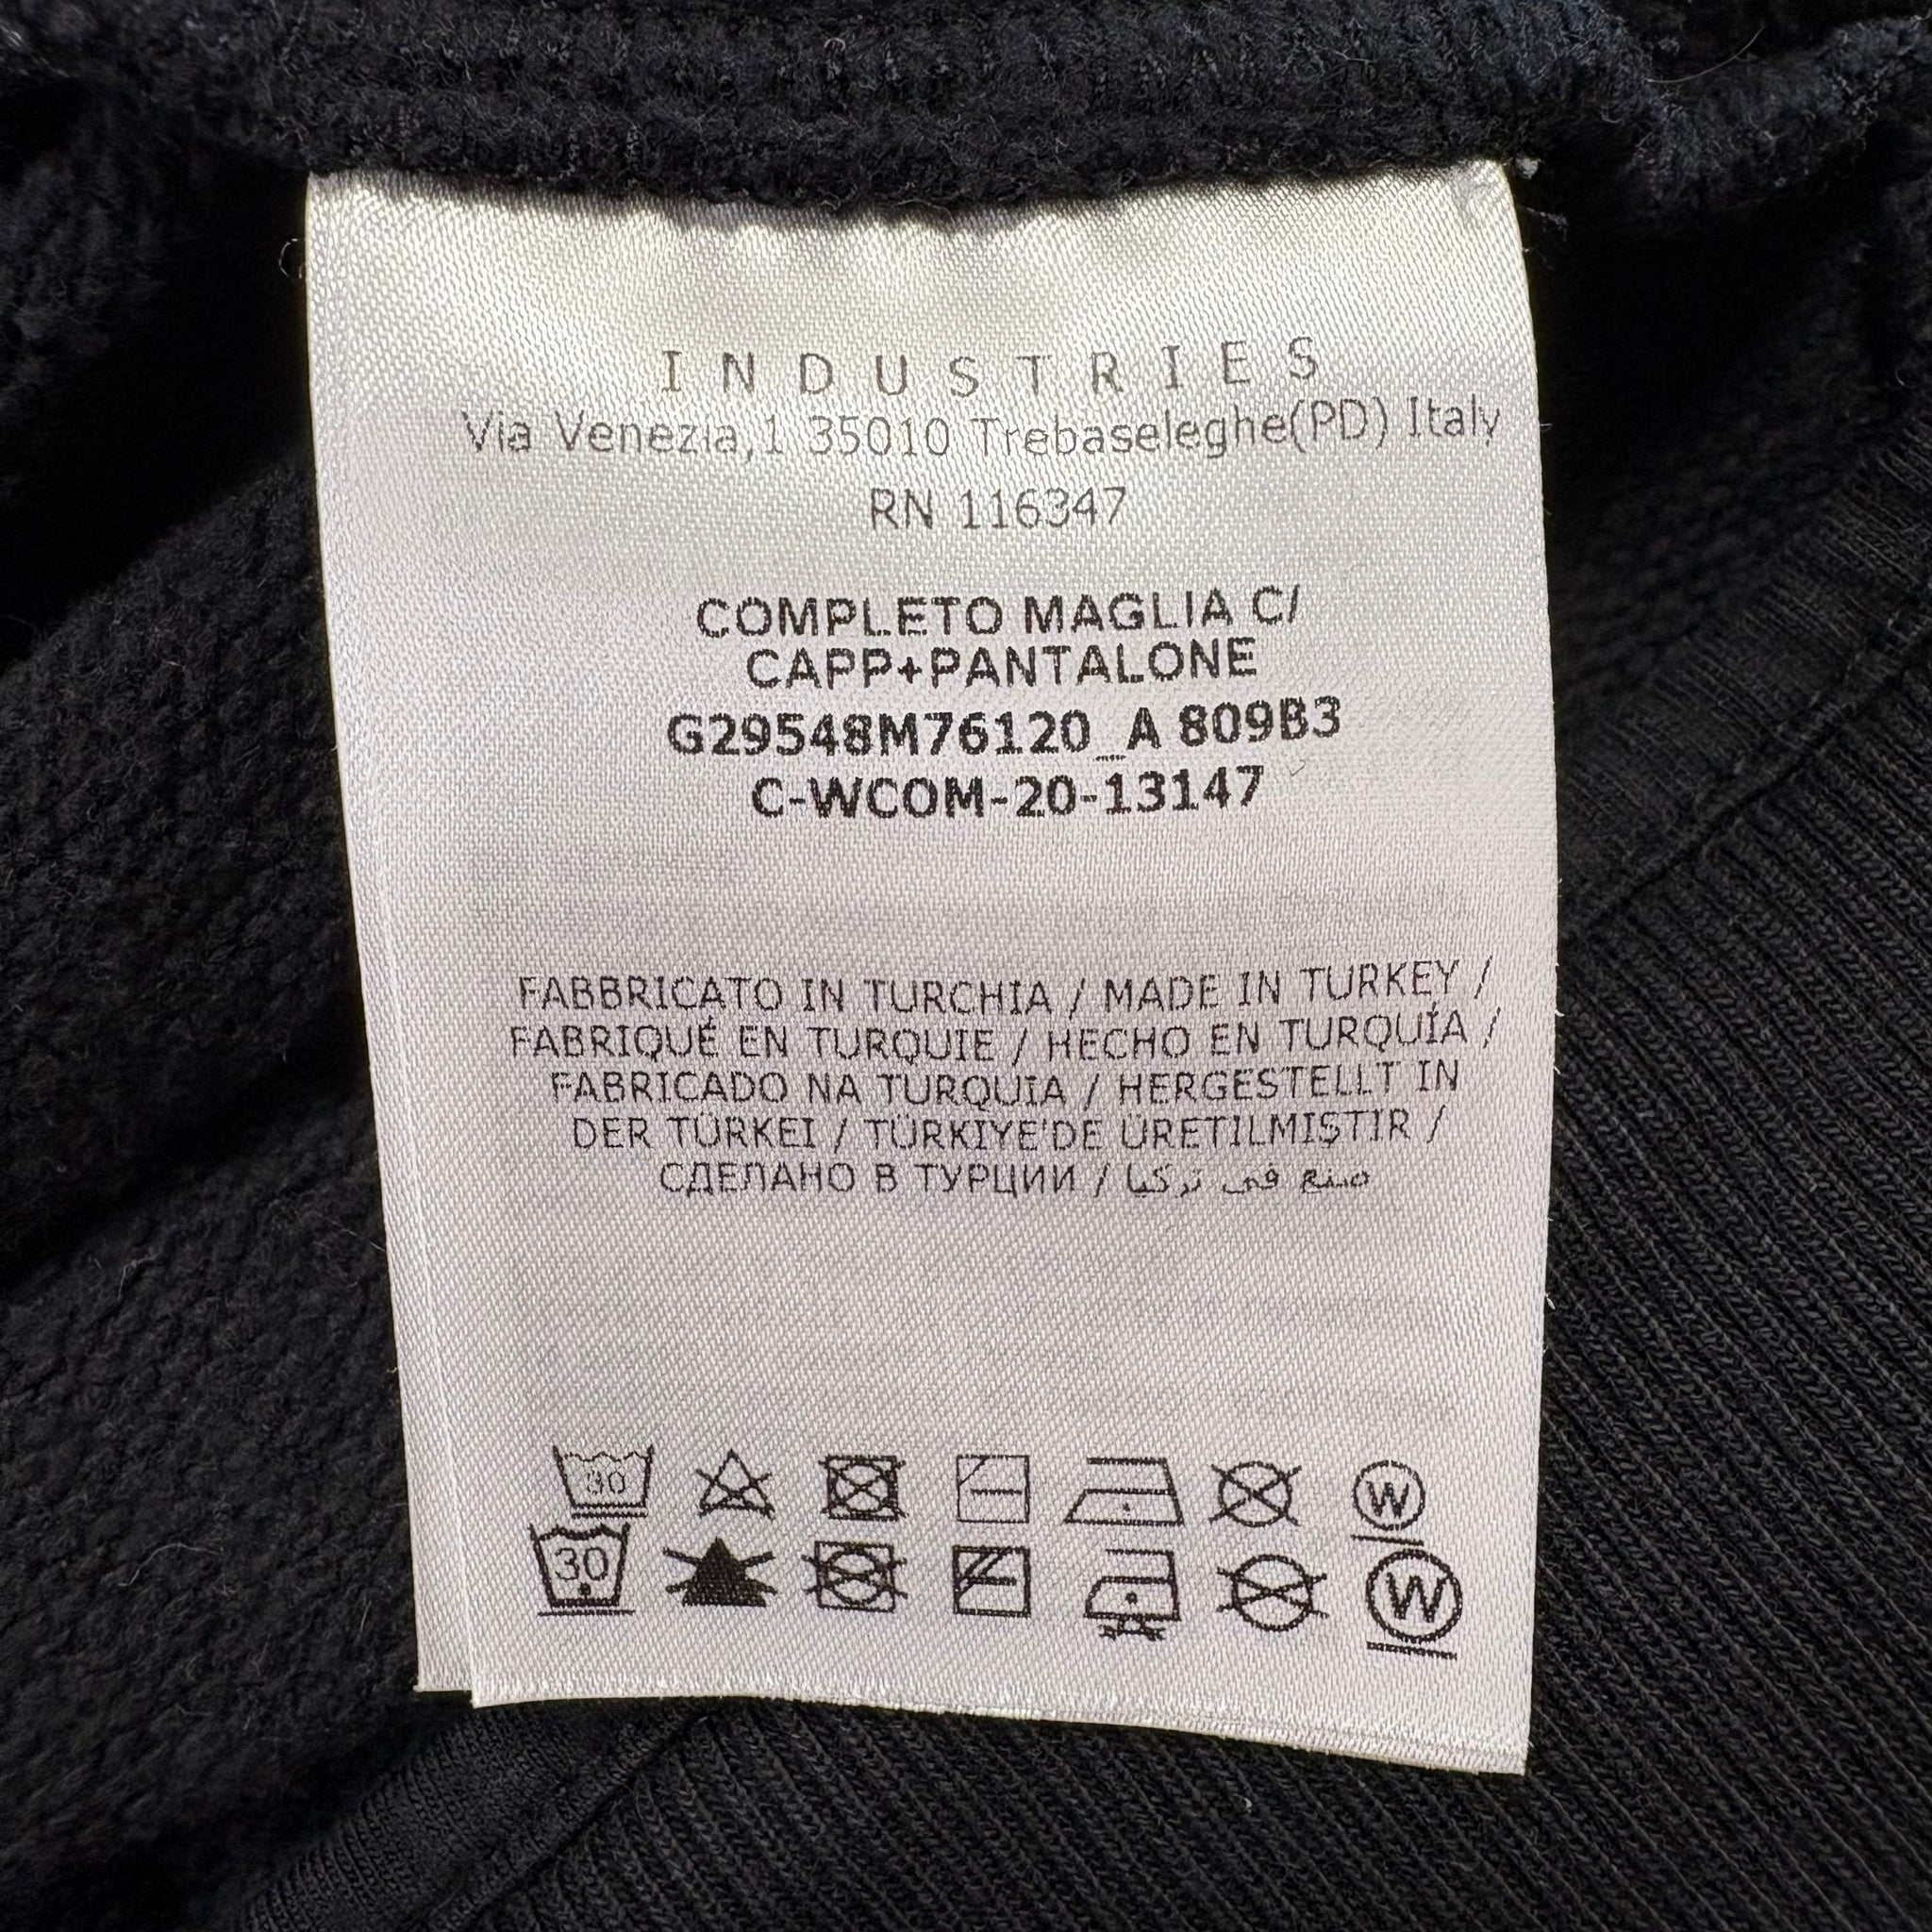 INDUSTRIES
Via Venezia,1 35010 Trebaseleghe(PD) Italy
RN 116347
COMPLETO MAGLIA C/
CAPP+PANTALONE
G29548M76120_A 809B3
C-WCOM-20-13147
FABBRICATO IN TURCHIA / MADE IN TURKEY /
FABRIQUÉ EN TURQUIE / HECHO EN TURQUÍA /
FABRICADO NA TURQUIA / HERGESTELLT IN
DER TÜRKEI / TÜRKIYE'DE ÜRETILMIŞTIR /
СДЕЛАНО В ТУРЦИИ / صنع في تركيا
30 W
30 W